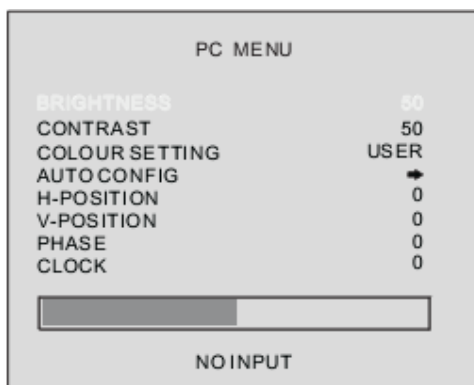 PC MENU
BRIGHTNESS 50
CONTRAST 50
COLOUR SETTING USER
AUTO CONFIG ➡
H-POSITION 0
V-POSITION 0
PHASE 0
CLOCK 0
NO INPUT